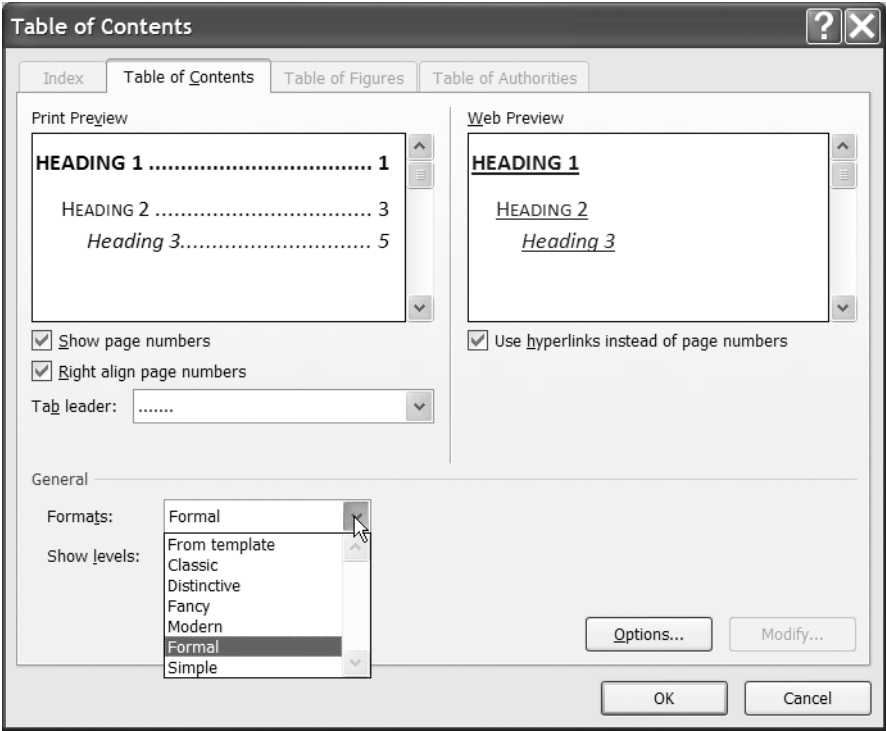 Table of Contents
Index Table of Contents Table of Figures Table of Authorities
Print Preview
HEADING 1 .................................... 1
HEADING 2 ................................... 3
Heading 3............................... 5
Web Preview
HEADING 1
HEADING 2
Heading 3
Show page numbers
Right align page numbers
Tab leader: .......
Use hyperlinks instead of page numbers
General
Formats: Formal
Show levels:
From template
Classic
Distinctive
Fancy
Modern
Formal
Simple
Options... Modify...
OK Cancel